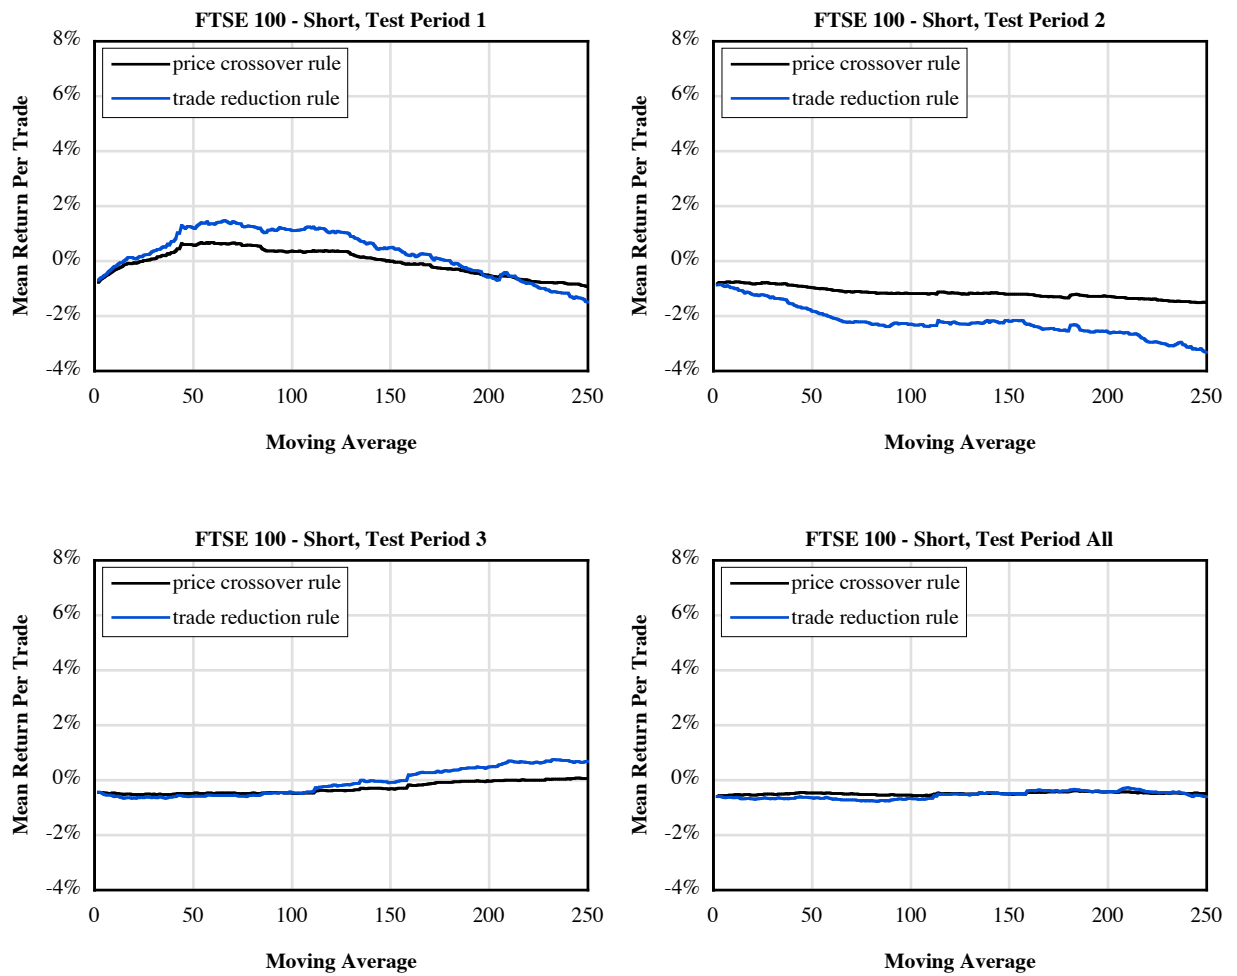 FTSE 100 - Short, Test Period 1
8%
6%
4%
2%
0%
-2%
-4%
Mean Return Per Trade
price crossover rule
trade reduction rule
0 50 100 150 200 250
Moving Average
FTSE 100 - Short, Test Period 2
8%
6%
4%
2%
0%
-2%
-4%
Mean Return Per Trade
price crossover rule
trade reduction rule
0 50 100 150 200 250
Moving Average
FTSE 100 - Short, Test Period 3
8%
6%
4%
2%
0%
-2%
-4%
Mean Return Per Trade
price crossover rule
trade reduction rule
0 50 100 150 200 250
Moving Average
FTSE 100 - Short, Test Period All
8%
6%
4%
2%
0%
-2%
-4%
Mean Return Per Trade
price crossover rule
trade reduction rule
0 50 100 150 200 250
Moving Average